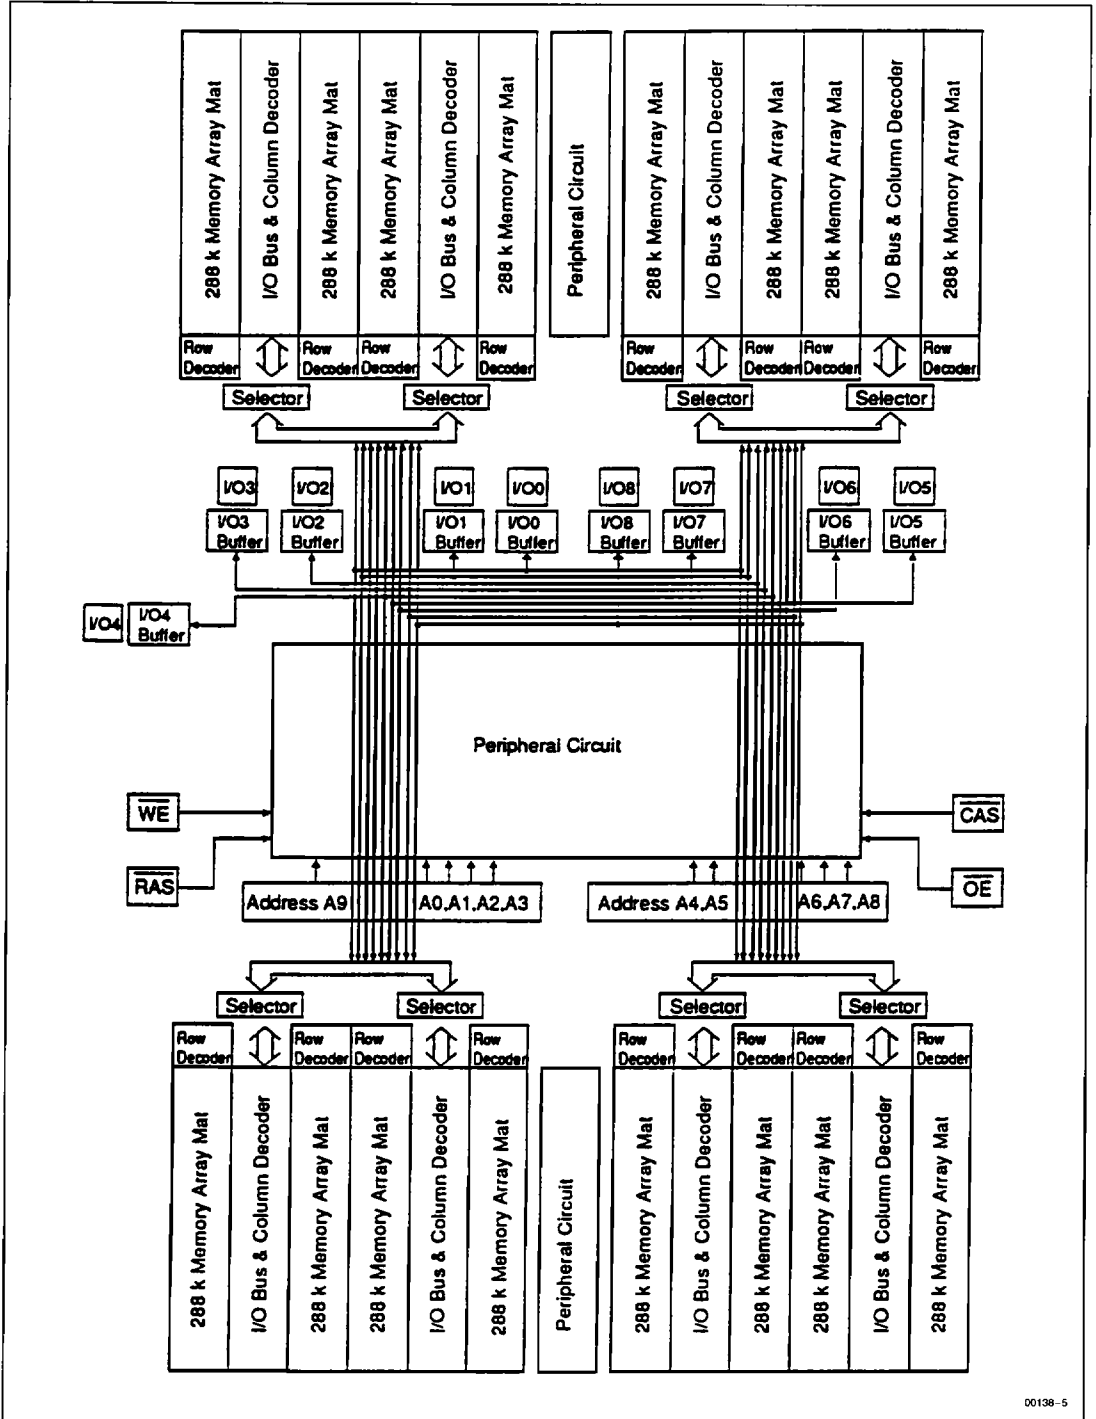 288 k Memory Array Mat
I/O Bus & Column Decoder
288 k Memory Array Mat
288 k Memory Array Mat
I/O Bus & Column Decoder
288 k Memory Array Mat
Peripheral Circuit
288 k Memory Array Mat
I/O Bus & Column Decoder
288 k Memory Array Mat
288 k Memory Array Mat
I/O Bus & Column Decoder
288 k Memory Array Mat
Row
Decoder
Row
Decoder
Row
Decoder
Row
Decoder
Row
Decoder
Row
Decoder
Row
Decoder
Row
Decoder
Selector
Selector
Selector
Selector
I/O3
I/O2
I/O1
I/O0
I/O8
I/O7
I/O6
I/O5
I/O3
Buffer
I/O2
Buffer
I/O1
Buffer
I/O0
Buffer
I/O8
Buffer
I/O7
Buffer
I/O6
Buffer
I/O5
Buffer
I/O4
I/O4
Buffer
Peripheral Circuit
WE
CAS
RAS
OE
Address A9
A0,A1,A2,A3
Address A4,A5
A6,A7,A8
Selector
Selector
Selector
Selector
Row
Decoder
Row
Decoder
Row
Decoder
Row
Decoder
Row
Decoder
Row
Decoder
Row
Decoder
Row
Decoder
288 k Memory Array Mat
I/O Bus & Column Decoder
288 k Memory Array Mat
288 k Memory Array Mat
I/O Bus & Column Decoder
288 k Memory Array Mat
Peripheral Circuit
288 k Memory Array Mat
I/O Bus & Column Decoder
288 k Memory Array Mat
288 k Memory Array Mat
I/O Bus & Column Decoder
288 k Memory Array Mat
00138-5